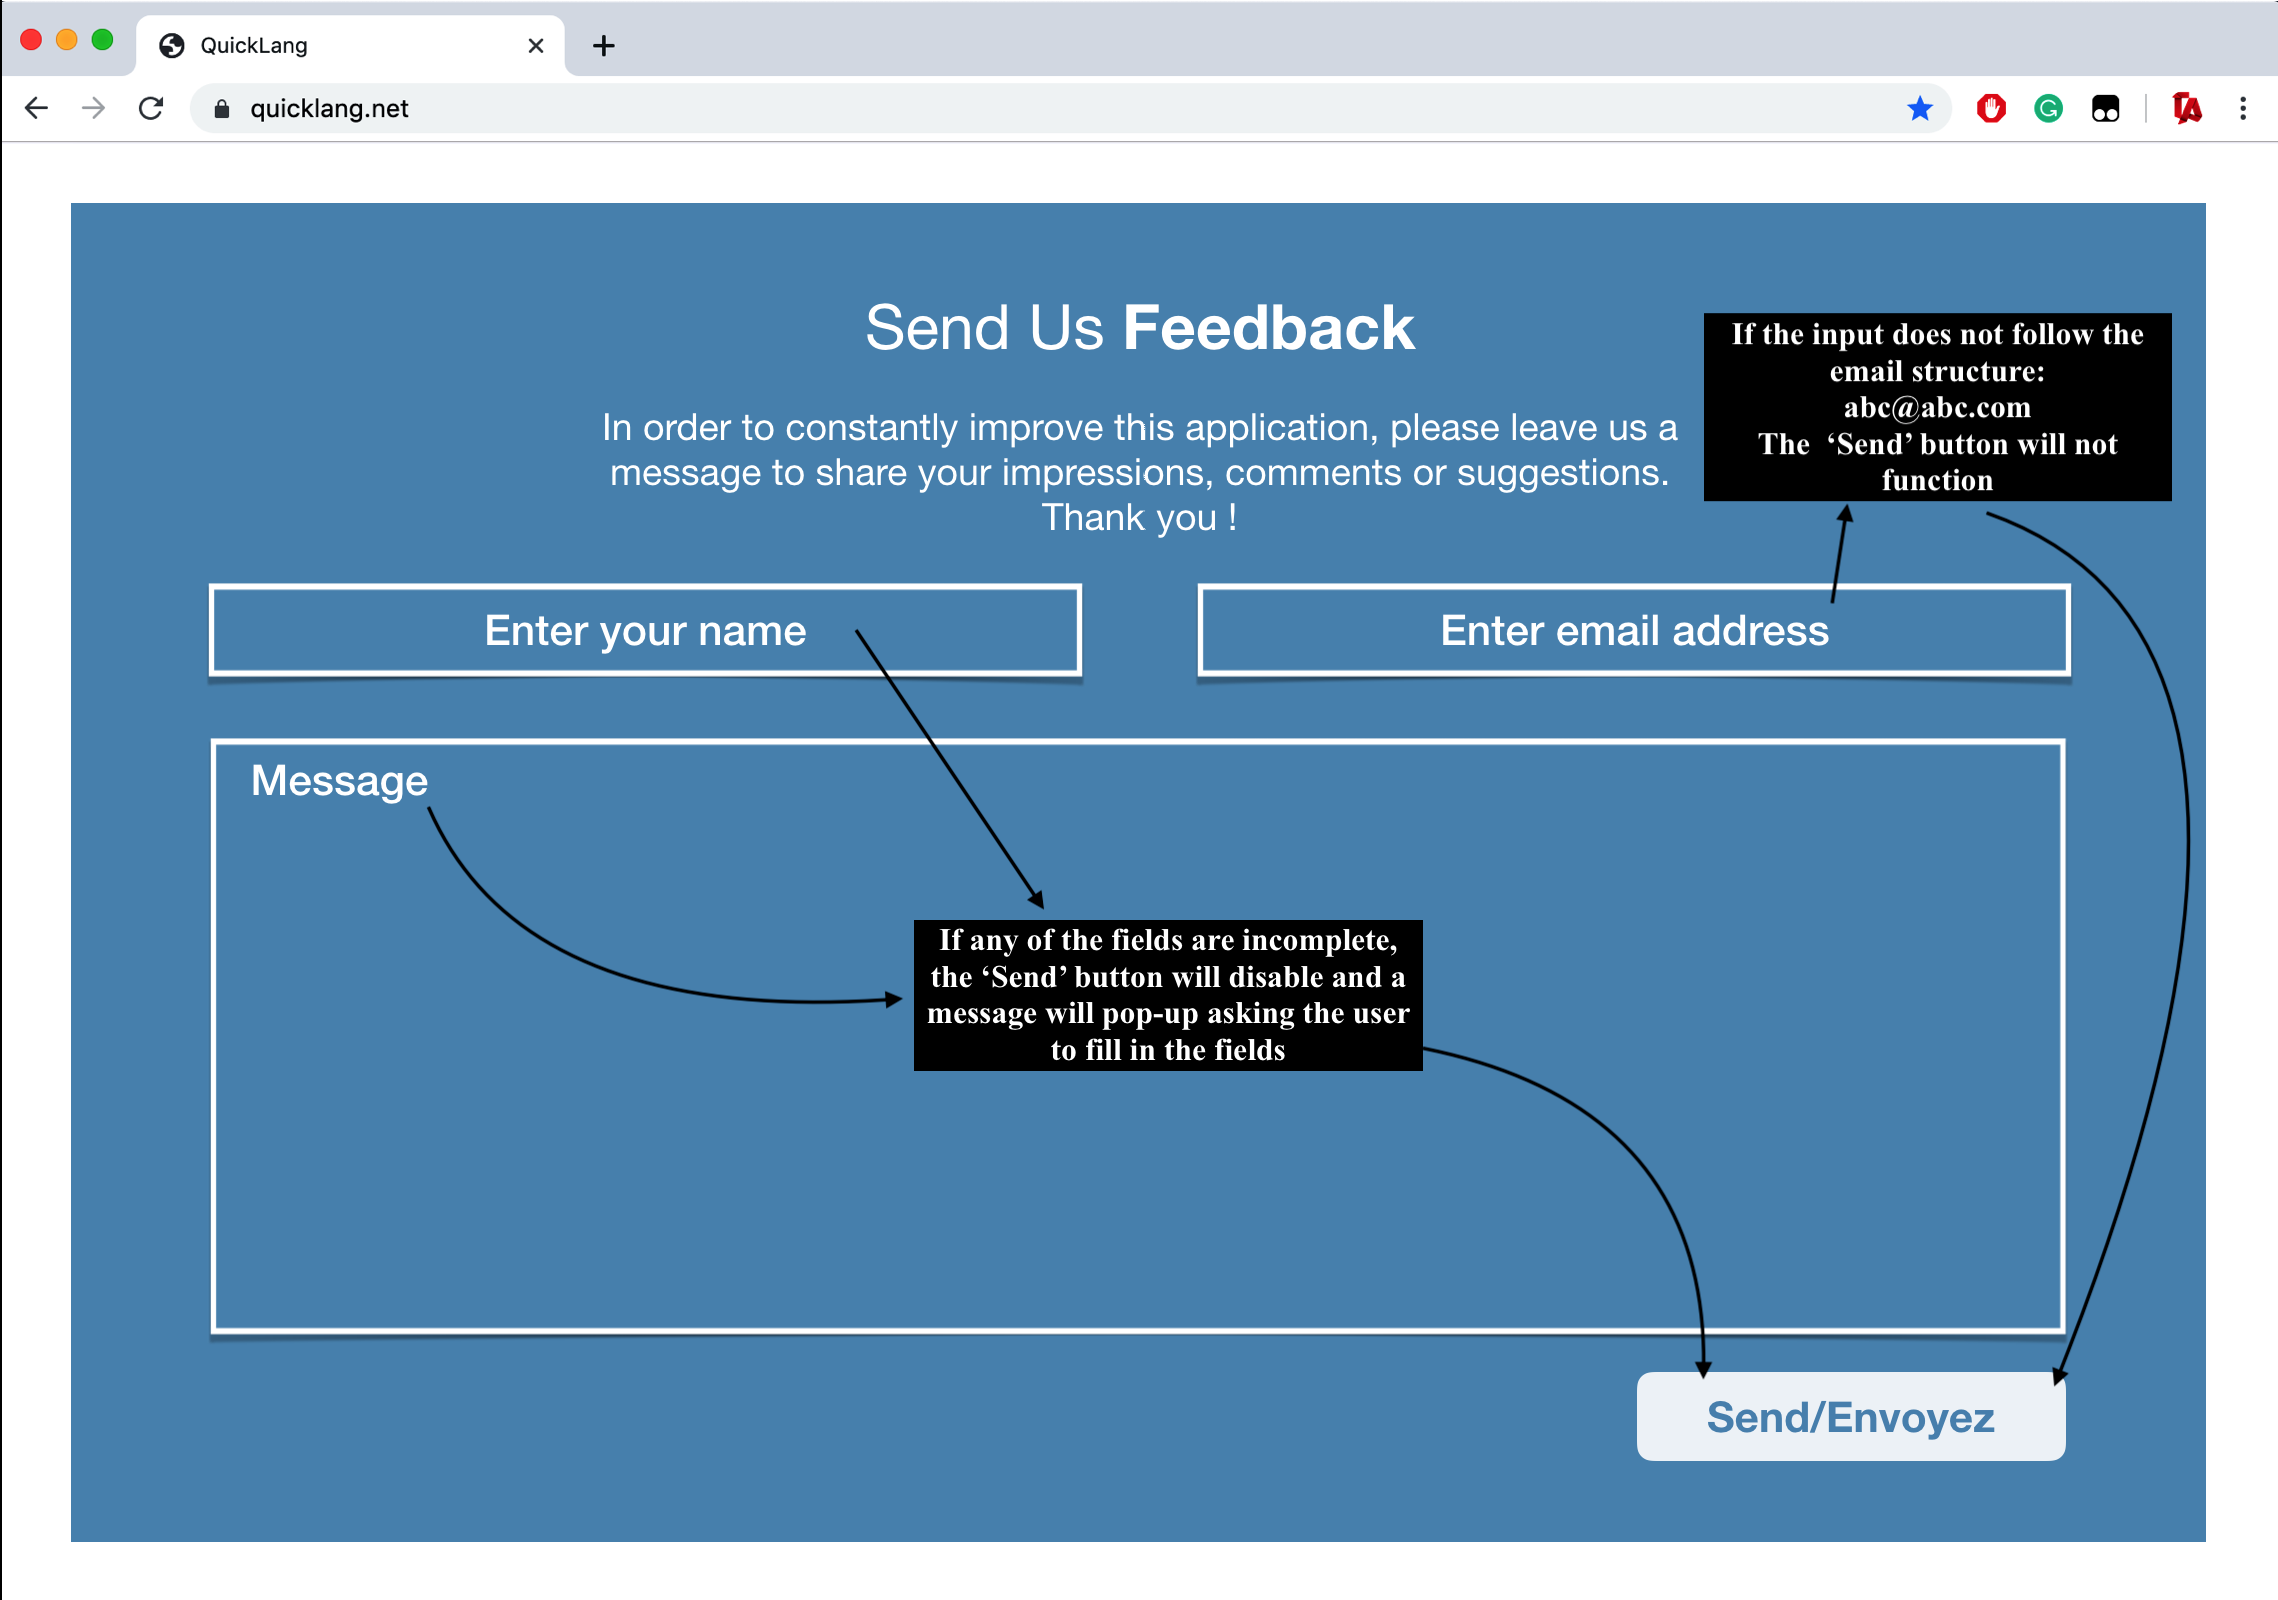 QuickLang
quicklang.net
Send Us Feedback
In order to constantly improve this application, please leave us a
message to share your impressions, comments or suggestions.
Thank you !
If the input does not follow the
email structure:
abc@abc.com
The ‘Send’ button will not
function
Enter your name
Enter email address
Message
If any of the fields are incomplete,
the ‘Send’ button will disable and a
message will pop-up asking the user
to fill in the fields
Send/Envoyez